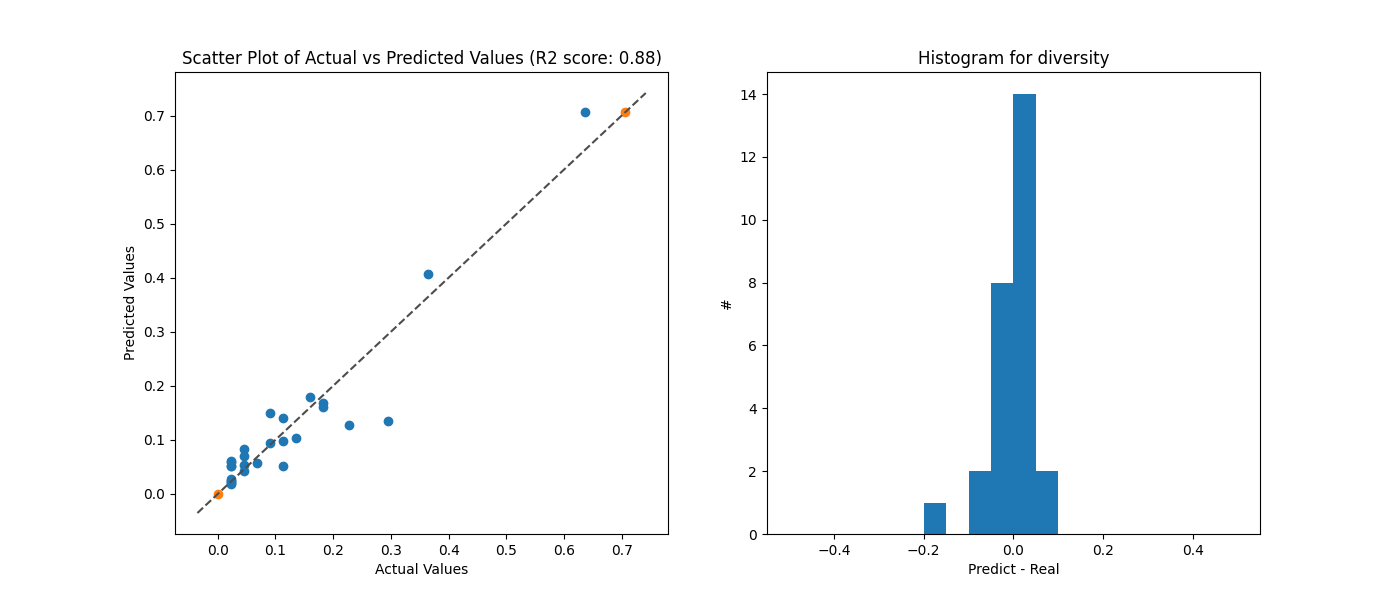 Scatter Plot of Actual vs Predicted Values (R2 score: 0.88)
0.7
0.6
0.5
0.4
0.3
0.2
0.1
0.0
Predicted Values
0.0 0.1 0.2 0.3 0.4 0.5 0.6 0.7
Actual Values
Histogram for diversity
14
12
10
8
6
4
2
0
#
−0.4 −0.2 0.0 0.2 0.4
Predict - Real